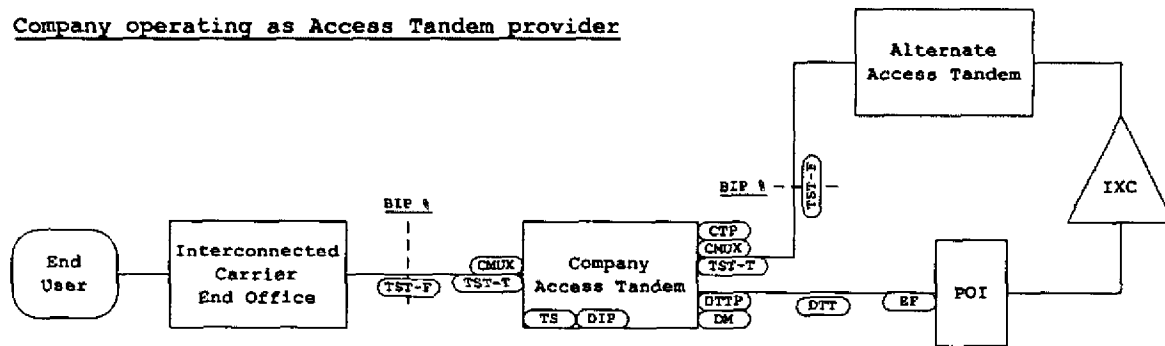 Company operating as Access Tandem provider
Alternate
Access Tandem
BIP %
TST-F
IXC
BIP %
End
User
Interconnected
Carrier
End Office
TST-F
CMUX
TST-T
Company
Access Tandem
TS
DIP
CTP
CMUX
TST-T
DTTP
DM
DTT
EF
POI